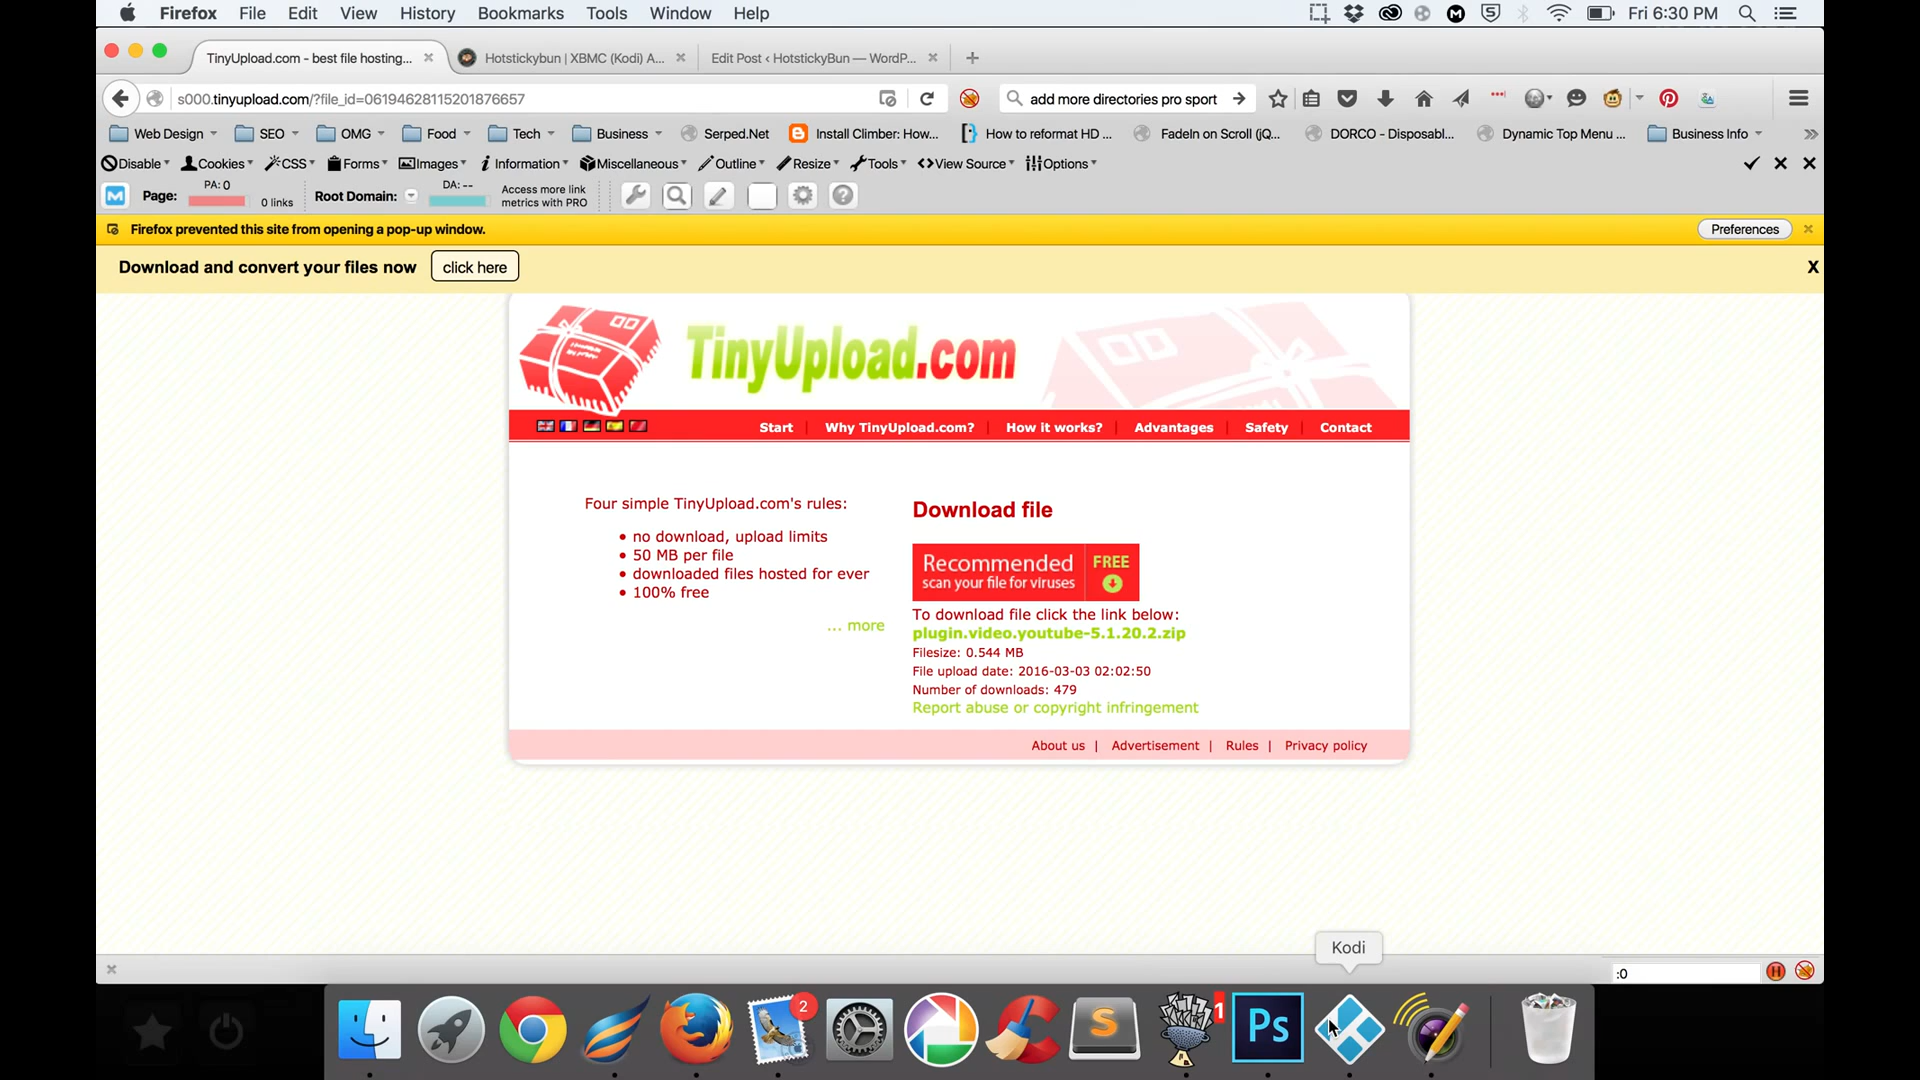 Firefox File Edit View History Bookmarks Tools Window Help Fri 6:30 PM
TinyUpload.com - best file hosting... Hotstickybun | XBMC (Kodi) A... Edit Post ‹ HotstickyBun — WordP...
s000.tinyupload.com/?file_id=06194628115201876657 add more directories pro sport
Web Design SEO OMG Food Tech Business Serped.Net Install Climber: How... How to reformat HD ... FadeIn on Scroll (jQ... DORCO - Disposabl... Dynamic Top Menu ... Business Info
Disable Cookies CSS Forms Images Information Miscellaneous Outline Resize Tools View Source Options
Page: PA: 0 0 links Root Domain: DA: -- Access more link
metrics with PRO
Firefox prevented this site from opening a pop-up window. Preferences
Download and convert your files now click here X
TinyUpload.com
Start Why TinyUpload.com? How it works? Advantages Safety Contact
Four simple TinyUpload.com's rules:
• no download, upload limits
• 50 MB per file
• downloaded files hosted for ever
• 100% free
... more
Download file
Recommended FREE
scan your file for viruses
To download file click the link below:
plugin.video.youtube-5.1.20.2.zip
Filesize: 0.544 MB
File upload date: 2016-03-03 02:02:50
Number of downloads: 479
Report abuse or copyright infringement
About us | Advertisement | Rules | Privacy policy
Kodi
:0
2
S
1
Ps